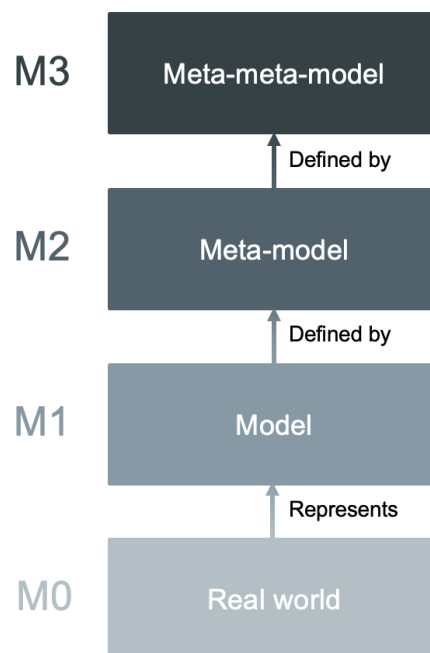 M3
Meta-meta-model
Defined by
M2
Meta-model
Defined by
M1
Model
Represents
M0
Real world